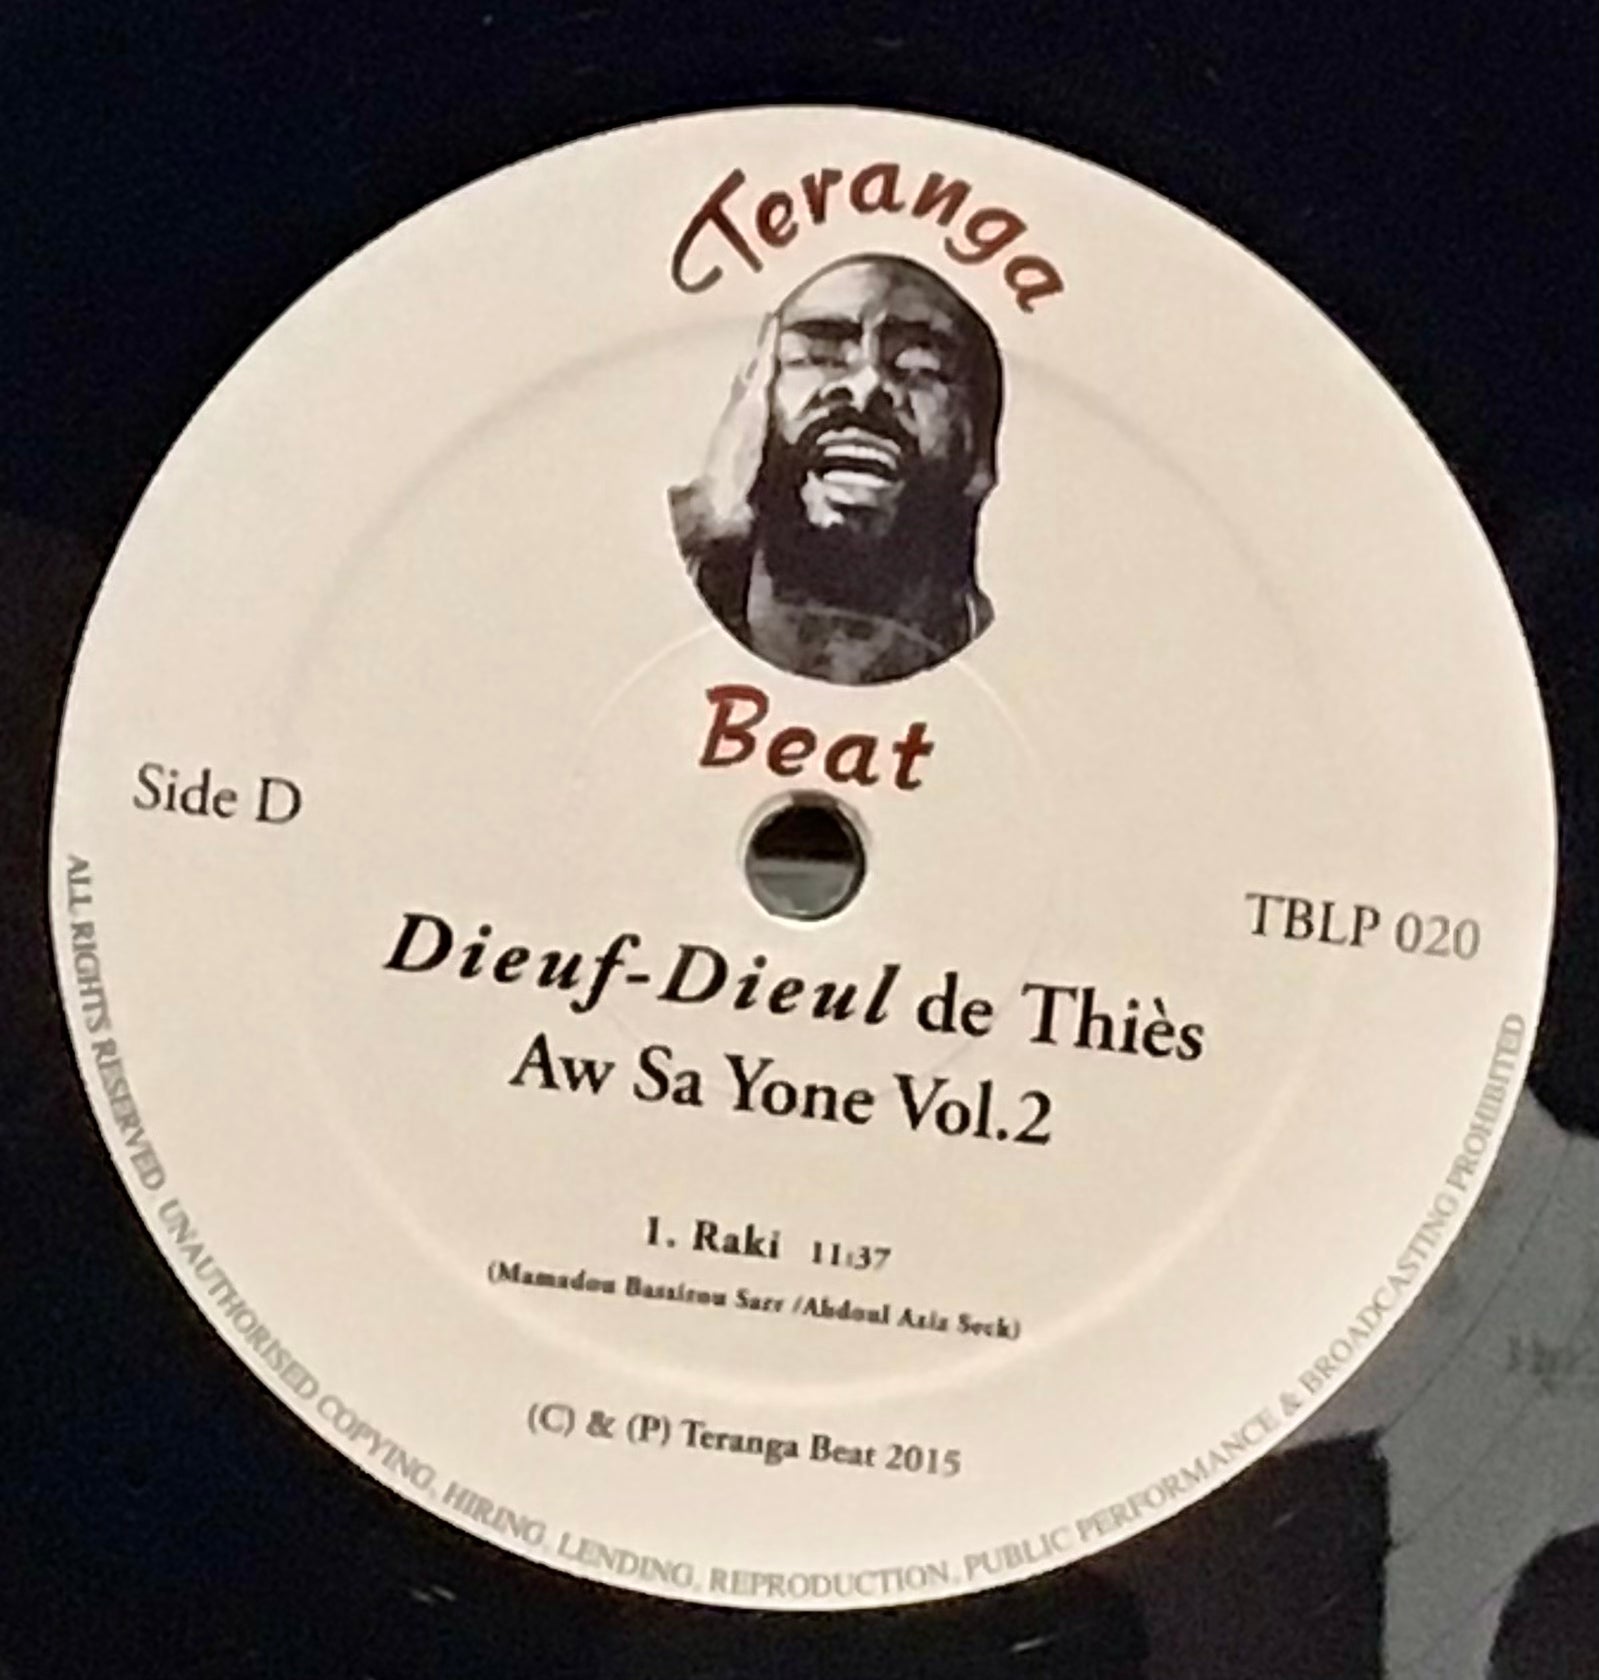 Teranga
Beat
Side D
TBLP 020
Dieuf-Dieul de Thiès
Aw Sa Yone Vol.2
1. Raki 11:37
(Mamadou Bassirou Sarr /Abdoul Aziz Seck)
(C) & (P) Teranga Beat 2015
ALL RIGHTS RESERVED. UNAUTHORISED COPYING, HIRING, LENDING, REPRODUCTION, PUBLIC PERFORMANCE & BROADCASTING PROHIBITED